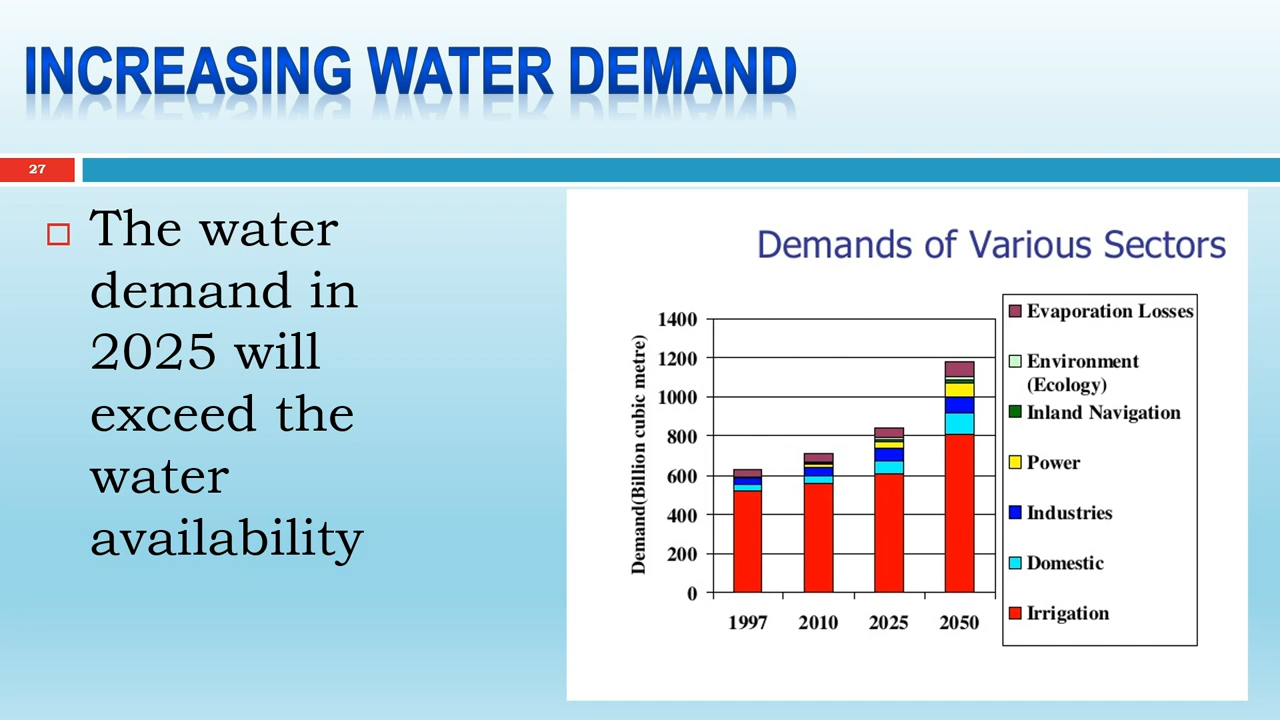 INCREASING WATER DEMAND
27
The water
demand in
2025 will
exceed the
water
availability
Demands of Various Sectors
Demand(Billion cubic metre)
1400
1200
1000
800
600
400
200
0
1997 2010 2025 2050
Evaporation Losses
Environment
(Ecology)
Inland Navigation
Power
Industries
Domestic
Irrigation